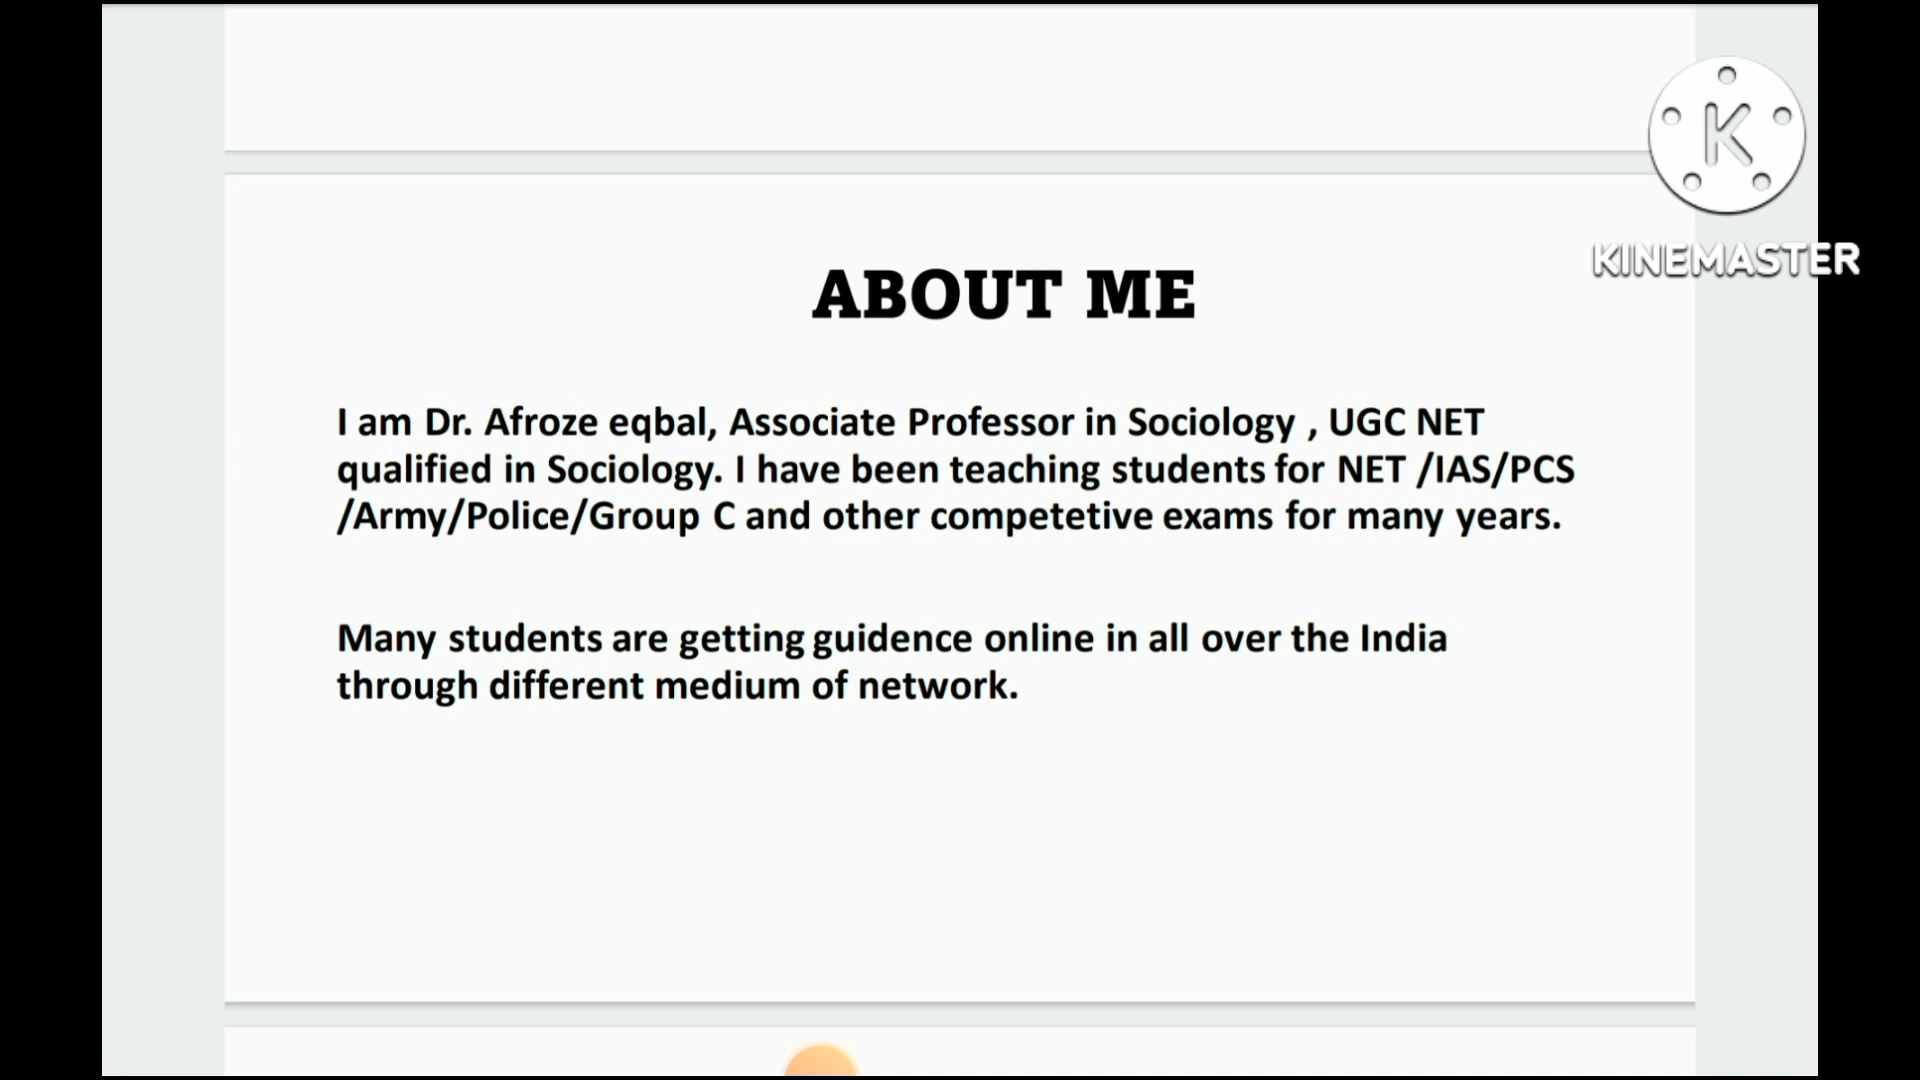 K
KINEMASTER
ABOUT ME
I am Dr. Afroze eqbal, Associate Professor in Sociology , UGC NET
qualified in Sociology. I have been teaching students for NET /IAS/PCS
/Army/Police/Group C and other competetive exams for many years.
Many students are getting guidence online in all over the India
through different medium of network.